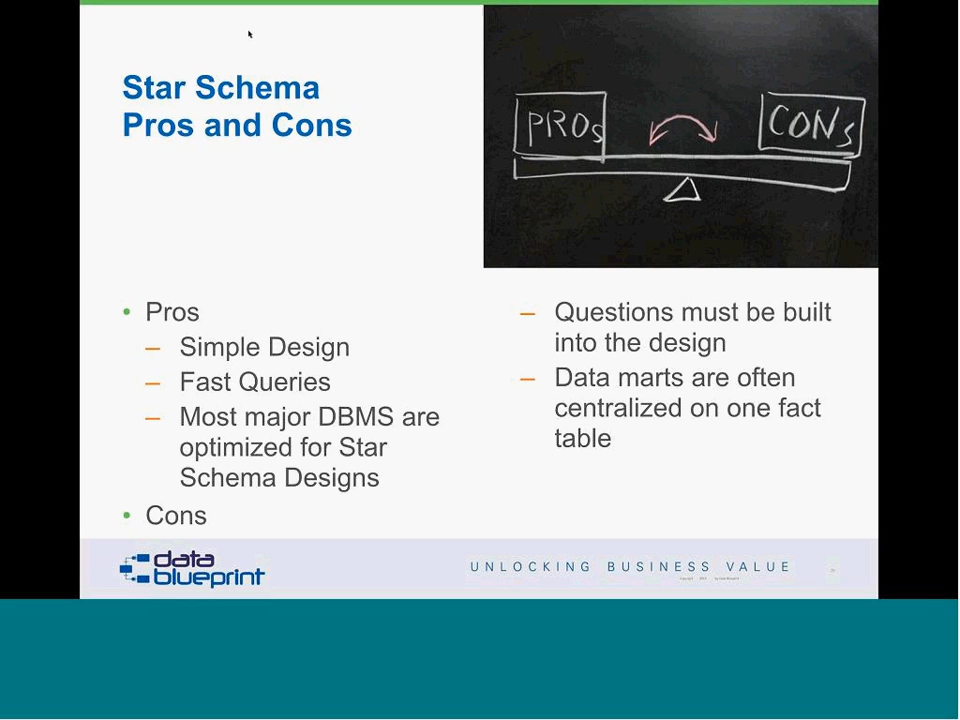 Star Schema
Pros and Cons
PROs
CONs
• Pros
– Simple Design
– Fast Queries
– Most major DBMS are
optimized for Star
Schema Designs
• Cons
– Questions must be built
into the design
– Data marts are often
centralized on one fact
table
data
blueprint
UNLOCKING BUSINESS VALUE